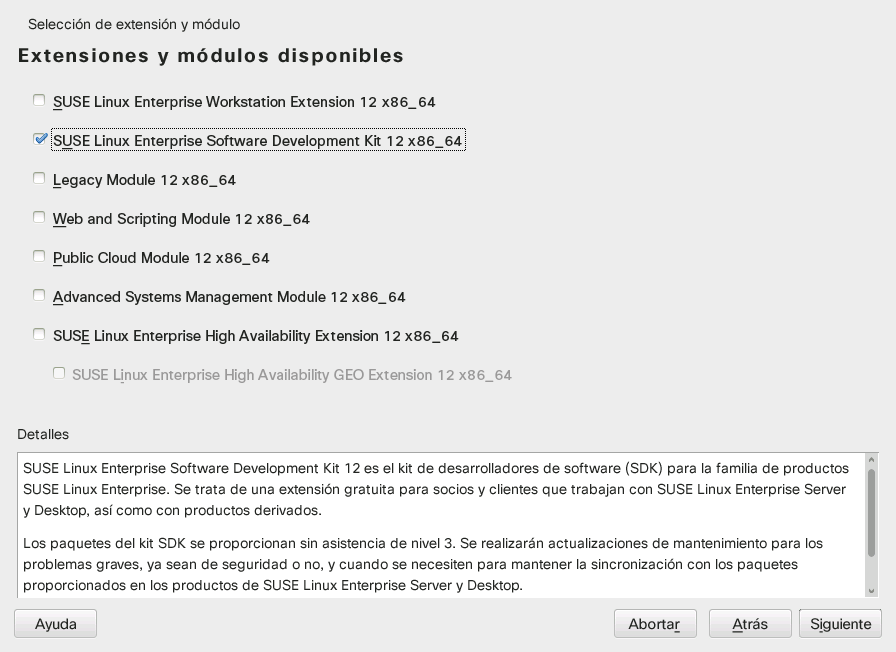 Selección de extensión y módulo
Extensiones y módulos disponibles
SUSE Linux Enterprise Workstation Extension 12 x86_64
SUSE Linux Enterprise Software Development Kit 12 x86_64
Legacy Module 12 x86_64
Web and Scripting Module 12 x86_64
Public Cloud Module 12 x86_64
Advanced Systems Management Module 12 x86_64
SUSE Linux Enterprise High Availability Extension 12 x86_64
SUSE Linux Enterprise High Availability GEO Extension 12 x86_64
Detalles
SUSE Linux Enterprise Software Development Kit 12 es el kit de desarrolladores de software (SDK) para la familia de productos
SUSE Linux Enterprise. Se trata de una extensión gratuita para socios y clientes que trabajan con SUSE Linux Enterprise Server
y Desktop, así como con productos derivados.
Los paquetes del kit SDK se proporcionan sin asistencia de nivel 3. Se realizarán actualizaciones de mantenimiento para los
problemas graves, ya sean de seguridad o no, y cuando se necesiten para mantener la sincronización con los paquetes
proporcionados en los productos de SUSE Linux Enterprise Server y Desktop.
Ayuda Abortar Atrás Siguiente